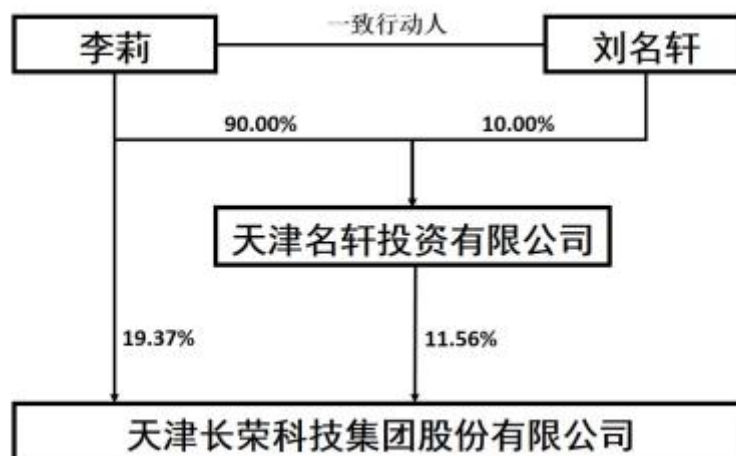 一致行动人
李莉
刘名轩
90.00%
10.00%
天津名轩投资有限公司
19.37%
11.56%
天津长荣科技集团股份有限公司